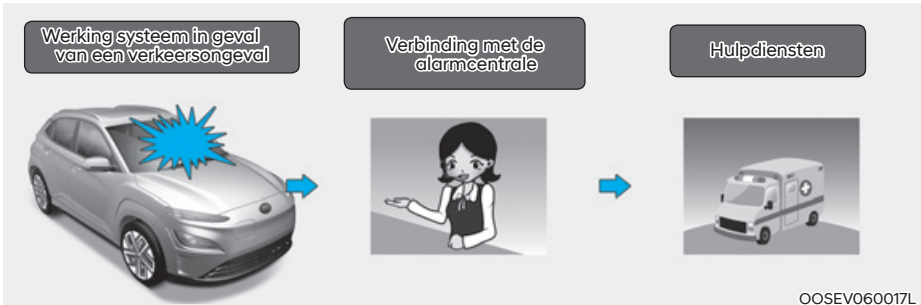 Werking systeem in geval
van een verkeersongeval
Verbinding met de
alarmcentrale
Hulpdiensten
OOSEV060017L